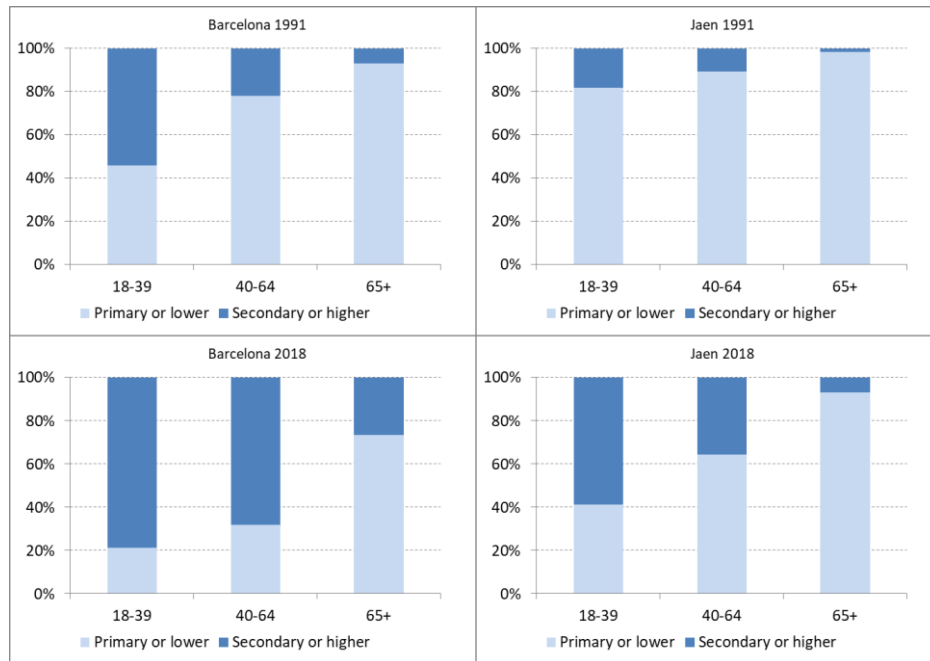 Barcelona 1991
100%
80%
60%
40%
20%
0%
18-39 40-64 65+
Primary or lower Secondary or higher
Jaen 1991
100%
80%
60%
40%
20%
0%
18-39 40-64 65+
Primary or lower Secondary or higher
Barcelona 2018
100%
80%
60%
40%
20%
0%
18-39 40-64 65+
Primary or lower Secondary or higher
Jaen 2018
100%
80%
60%
40%
20%
0%
18-39 40-64 65+
Primary or lower Secondary or higher